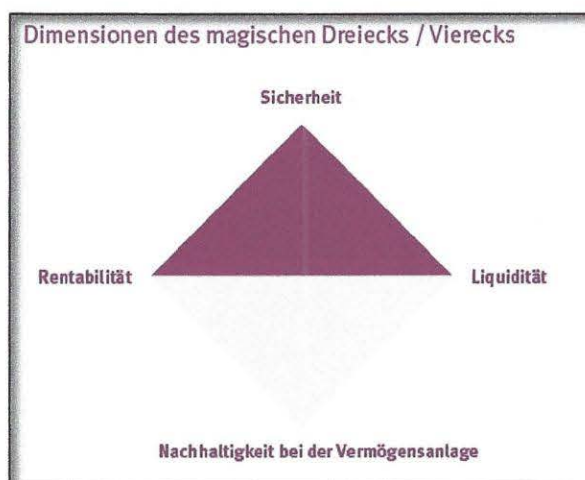 Dimensionen des magischen Dreiecks / Vierecks
Sicherheit
Rentabilität
Liquidität
Nachhaltigkeit bei der Vermögensanlage